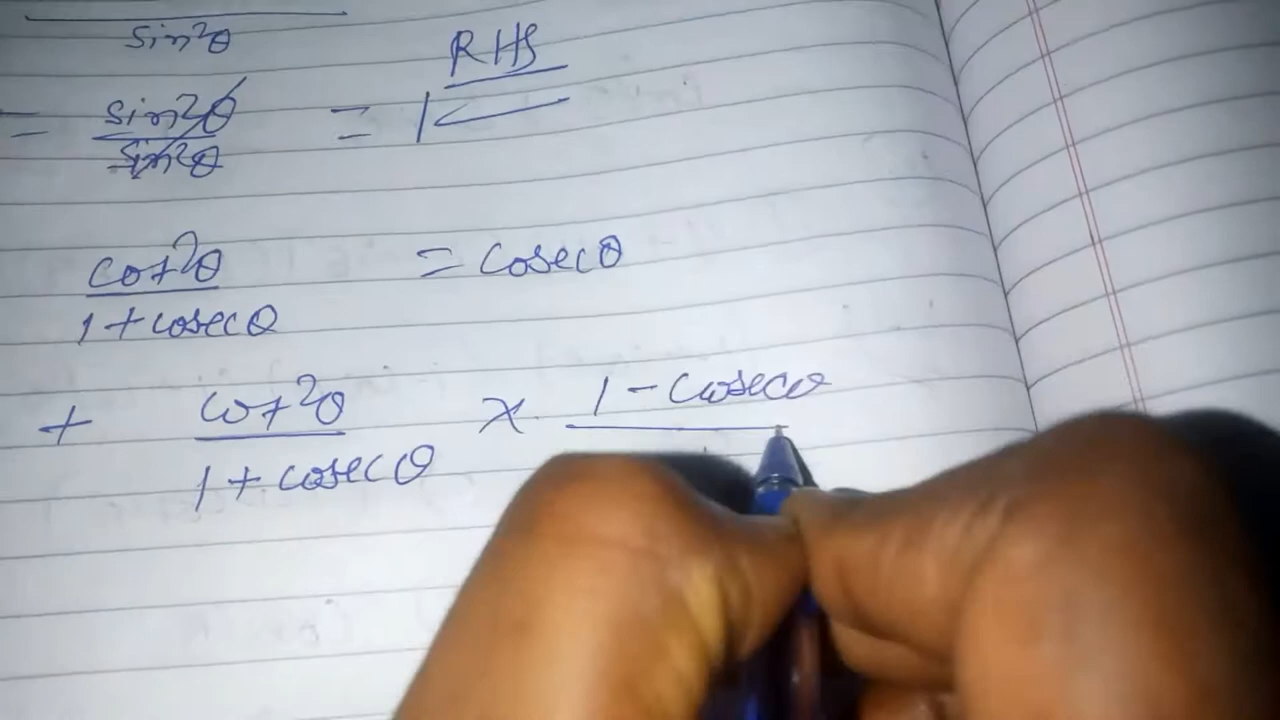 sin²θ
RHS
= sin²θ / sin²θ = 1
cot²θ / 1 + cosecθ = cosecθ
+ cot²θ / 1 + cosecθ × 1 - cosecθ